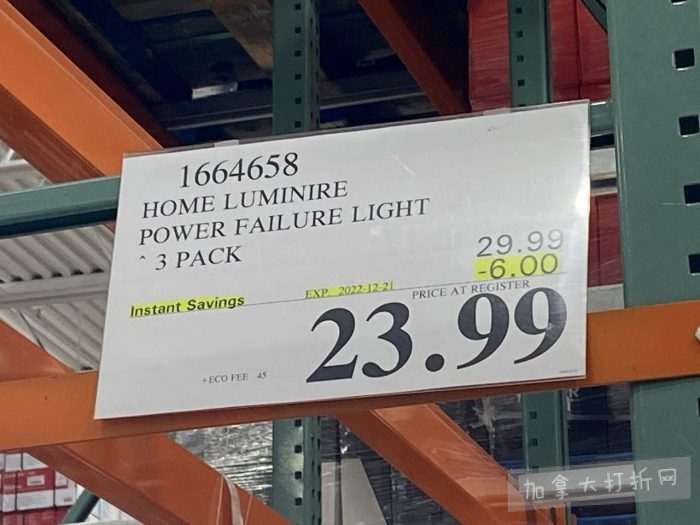 1664658
HOME LUMINIRE
POWER FAILURE LIGHT
^ 3 PACK
29.99
-6.00
Instant Savings
EXP. 2022-12-21
PRICE AT REGISTER
23.99
+ECO FEE 45
加拿大打折网